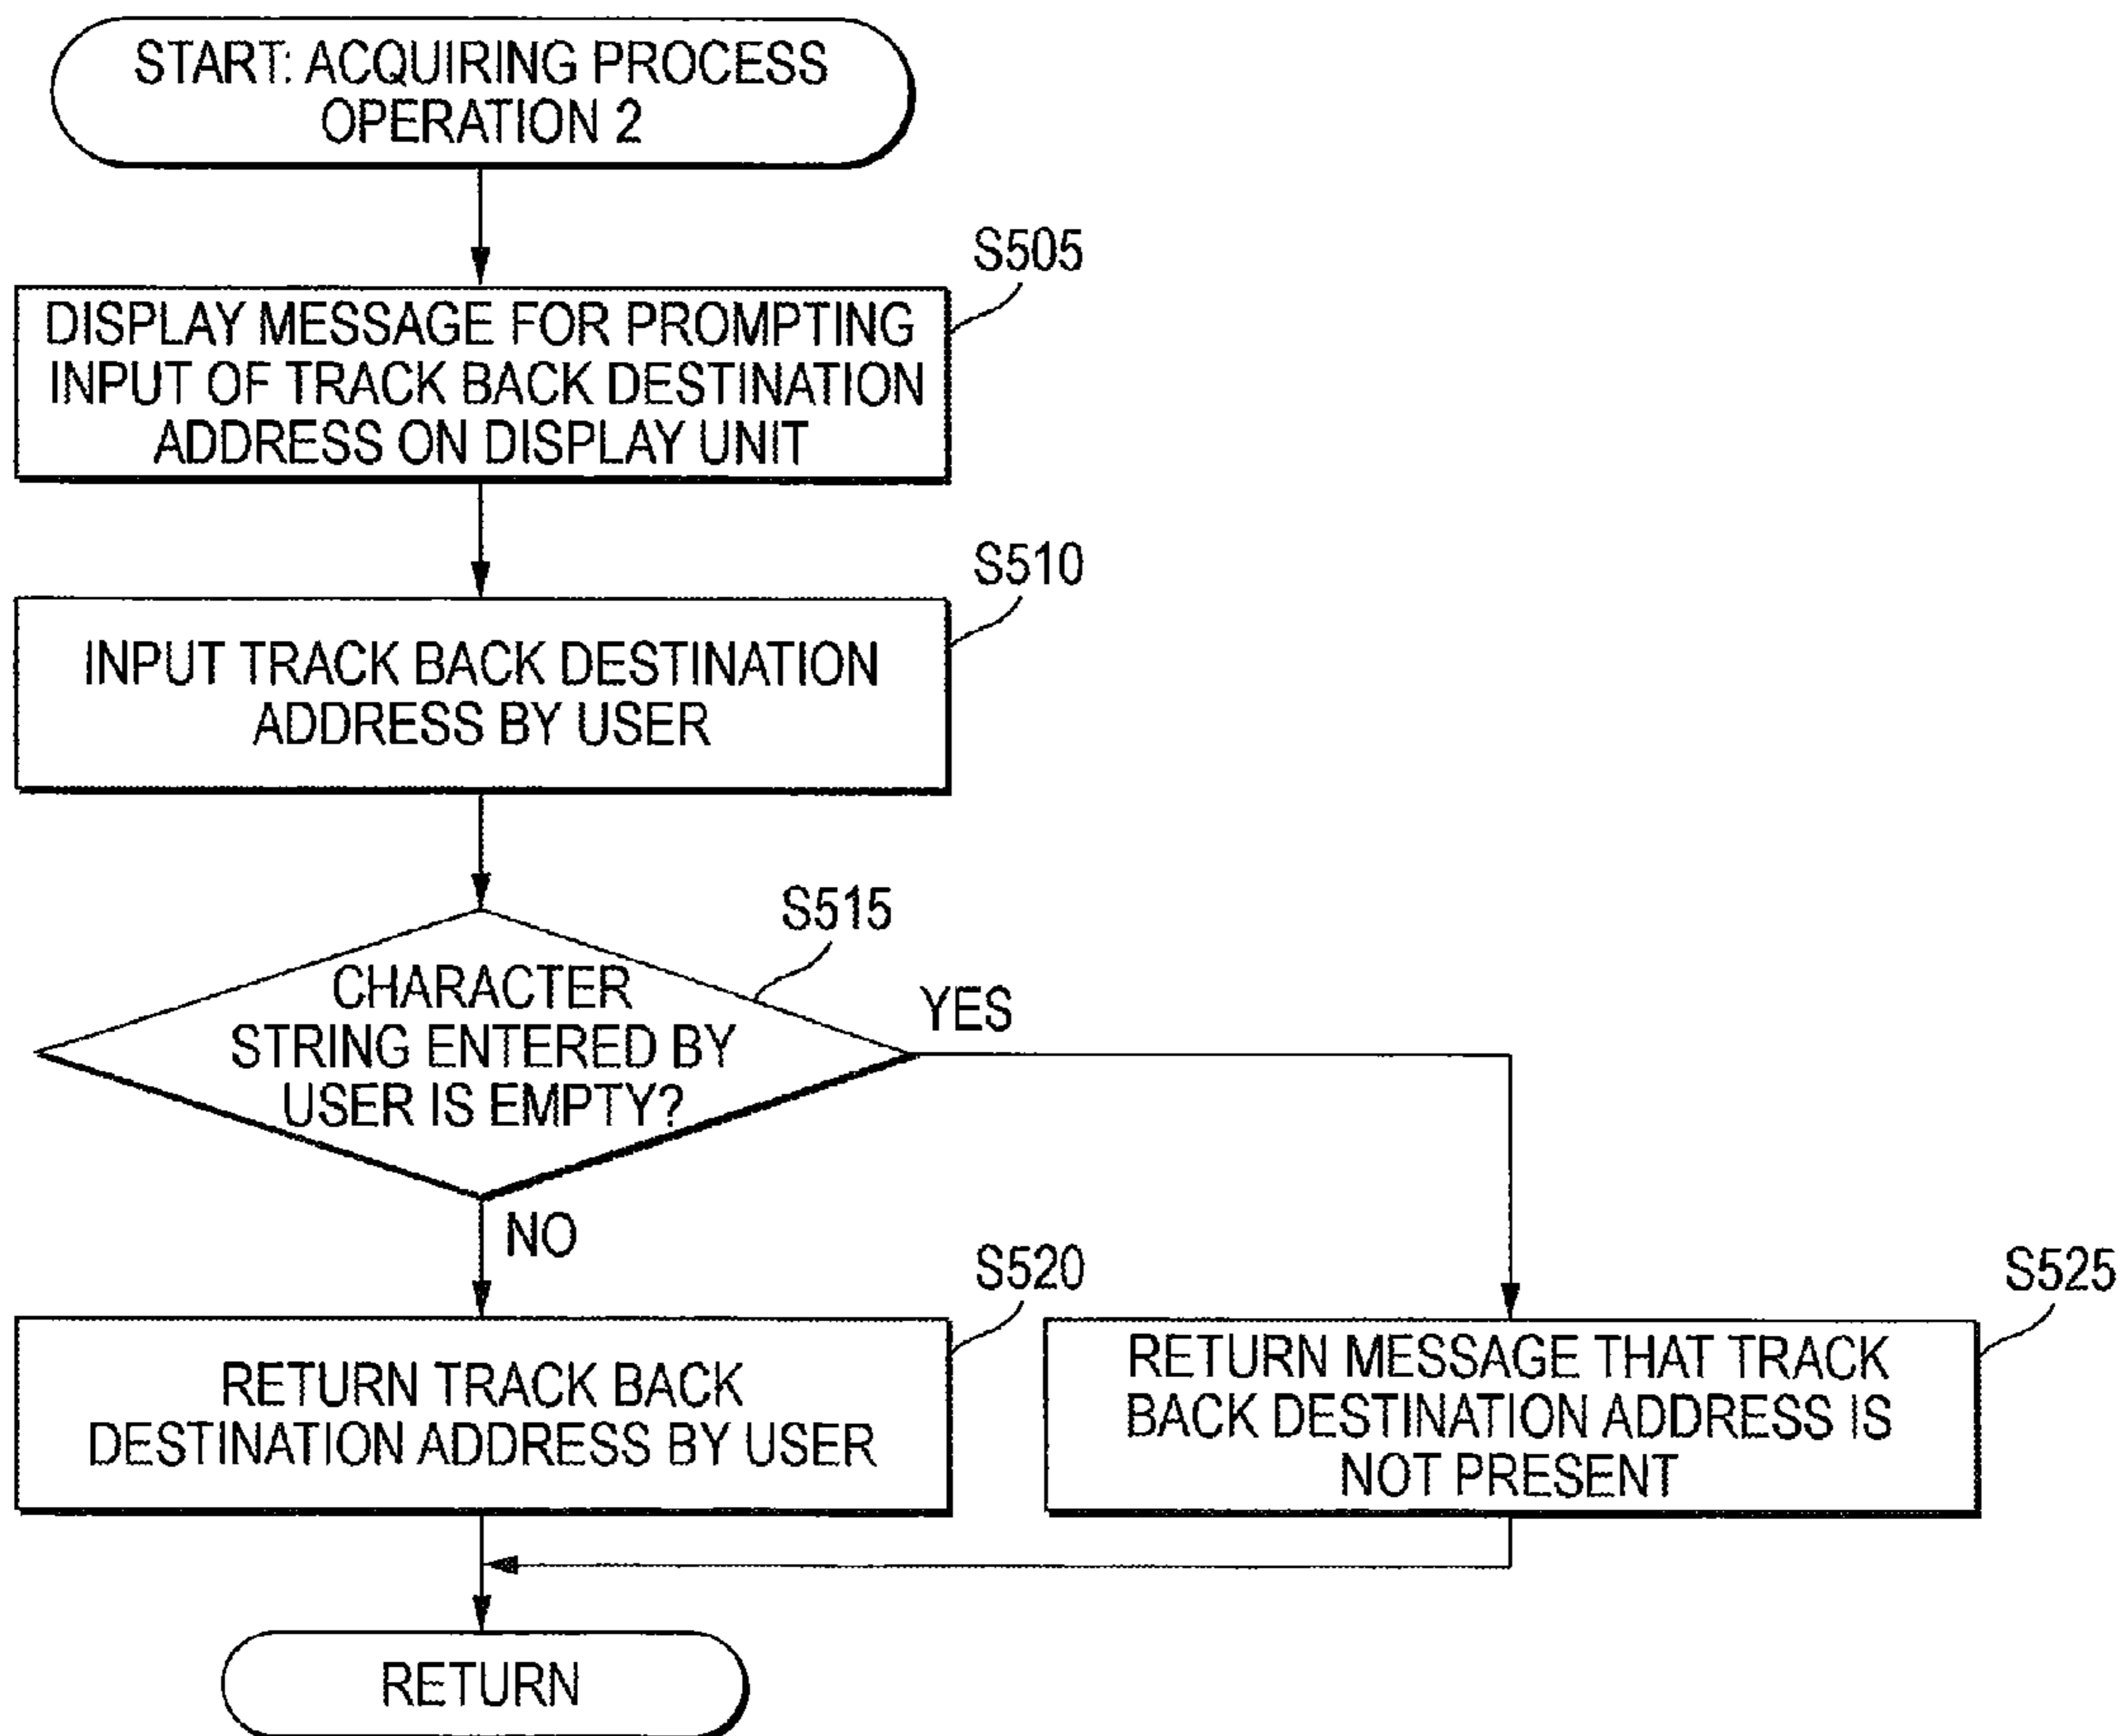 START: ACQUIRING PROCESS
OPERATION 2
S505
DISPLAY MESSAGE FOR PROMPTING
INPUT OF TRACK BACK DESTINATION
ADDRESS ON DISPLAY UNIT
S510
INPUT TRACK BACK DESTINATION
ADDRESS BY USER
S515
CHARACTER
STRING ENTERED BY
USER IS EMPTY?
YES
NO
S520
RETURN TRACK BACK
DESTINATION ADDRESS BY USER
S525
RETURN MESSAGE THAT TRACK
BACK DESTINATION ADDRESS IS
NOT PRESENT
RETURN